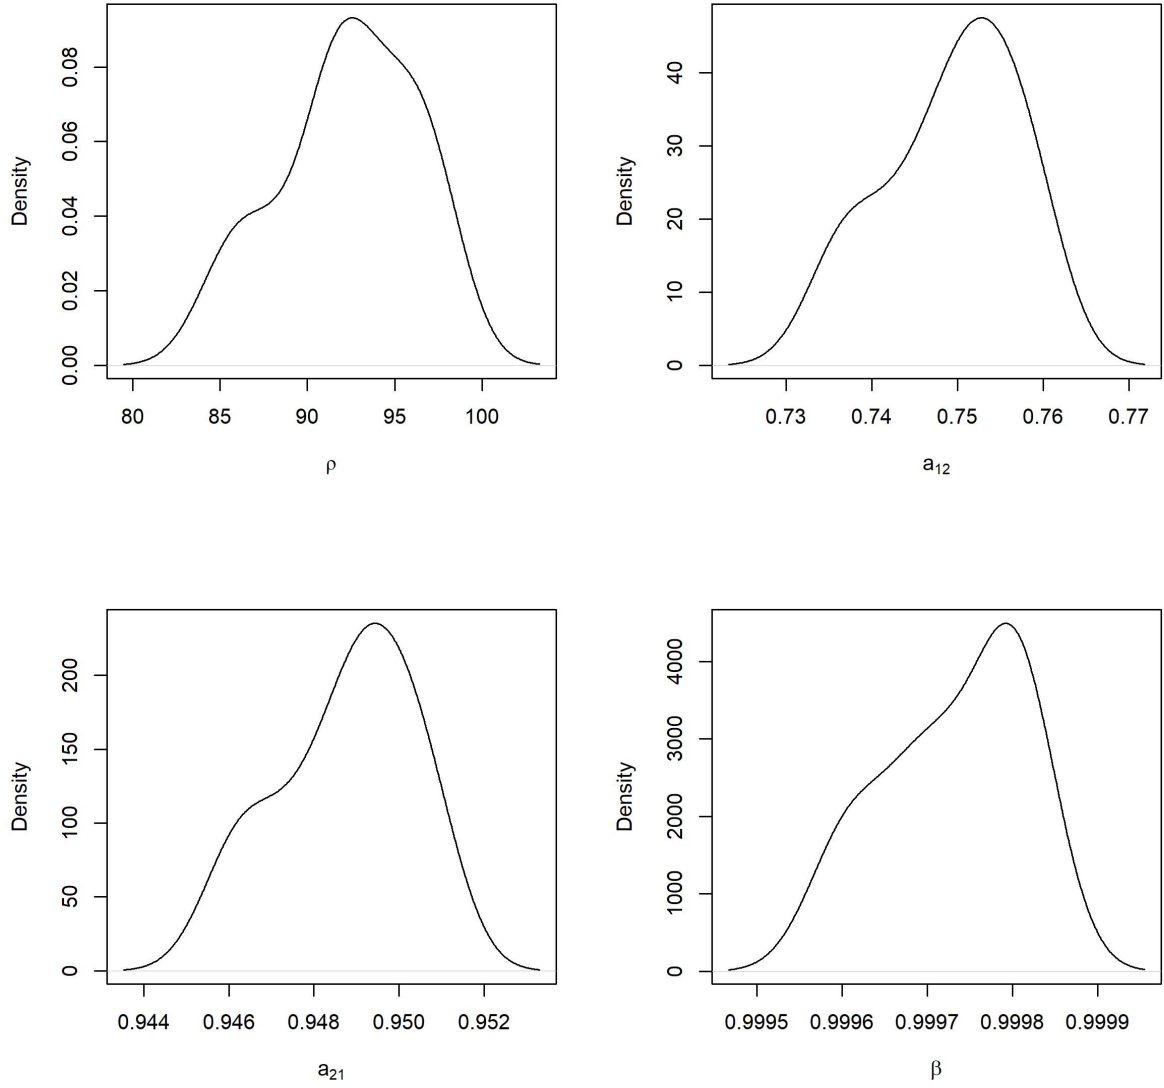 Density
0.00 0.02 0.04 0.06 0.08
80 85 90 95 100
ρ
Density
0 10 20 30 40
0.73 0.74 0.75 0.76 0.77
a₁₂
Density
0 50 100 150 200
0.944 0.946 0.948 0.950 0.952
a₂₁
Density
0 1000 2000 3000 4000
0.9995 0.9996 0.9997 0.9998 0.9999
β